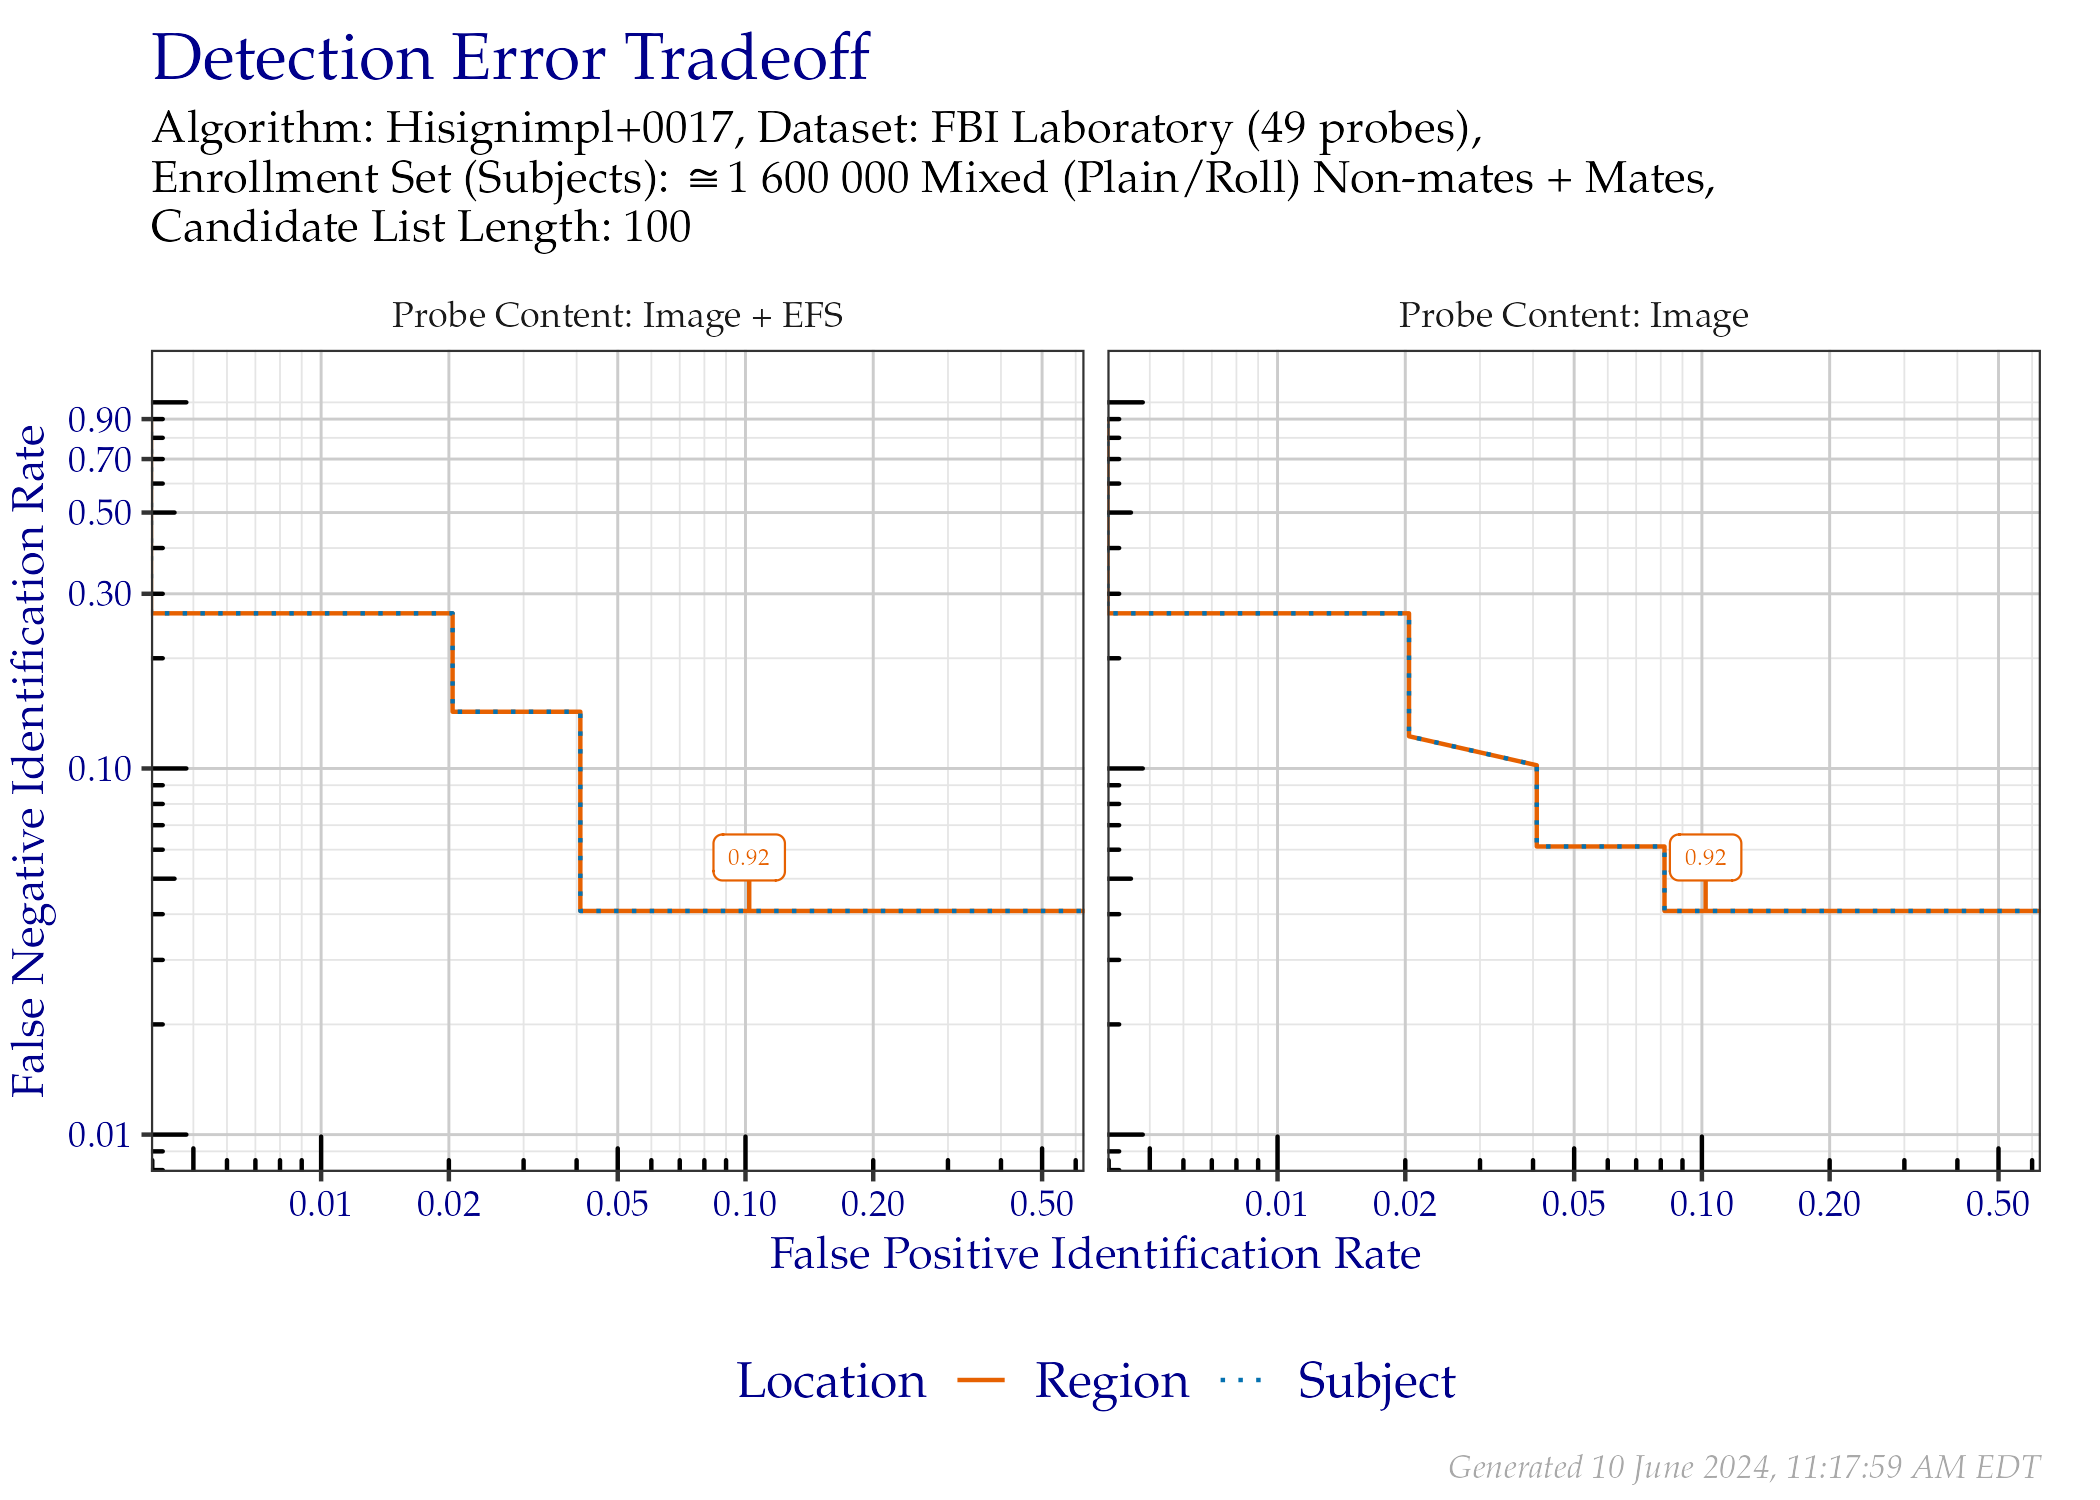 Detection Error Tradeoff
Algorithm: Hisignimpl+0017, Dataset: FBI Laboratory (49 probes),
Enrollment Set (Subjects): ≅ 1 600 000 Mixed (Plain/Roll) Non-mates + Mates,
Candidate List Length: 100
Probe Content: Image + EFS
Probe Content: Image
False Negative Identification Rate
0.90
0.70
0.50
0.30
0.10
0.01
0.92
0.92
0.01 0.02 0.05 0.10 0.20 0.50
0.01 0.02 0.05 0.10 0.20 0.50
False Positive Identification Rate
Location Region Subject
Generated 10 June 2024, 11:17:59 AM EDT